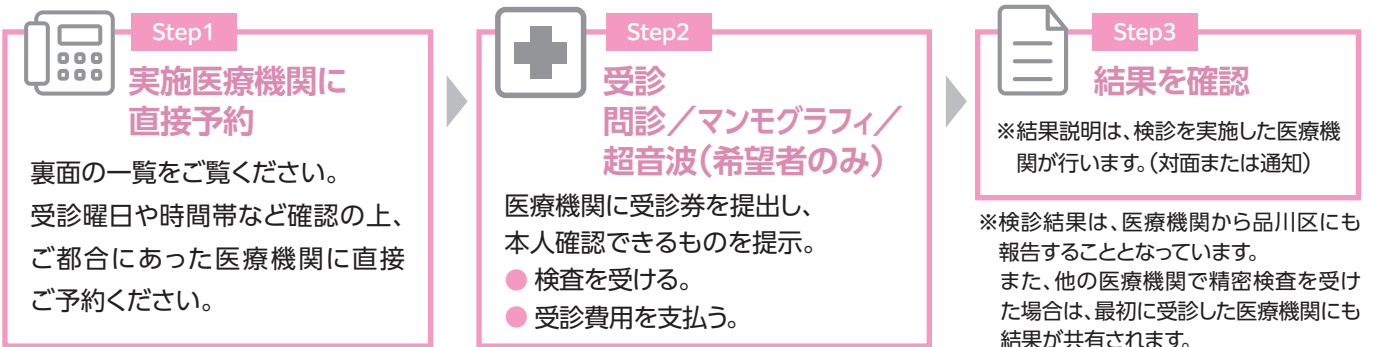 Step1
実施医療機関に
直接予約
裏面の一覧をご覧ください。
受診曜日や時間帯など確認の上、
ご都合にあった医療機関に直接
ご予約ください。
Step2
受診
問診／マンモグラフィ／
超音波（希望者のみ）
医療機関に受診券を提出し、
本人確認できるものを提示。
● 検査を受ける。
● 受診費用を支払う。
Step3
結果を確認
※結果説明は、検診を実施した医療機
関が行います。（対面または通知）
※検診結果は、医療機関から品川区にも
報告することとなっています。
また、他の医療機関で精密検査を受け
た場合は、最初に受診した医療機関にも
結果が共有されます。